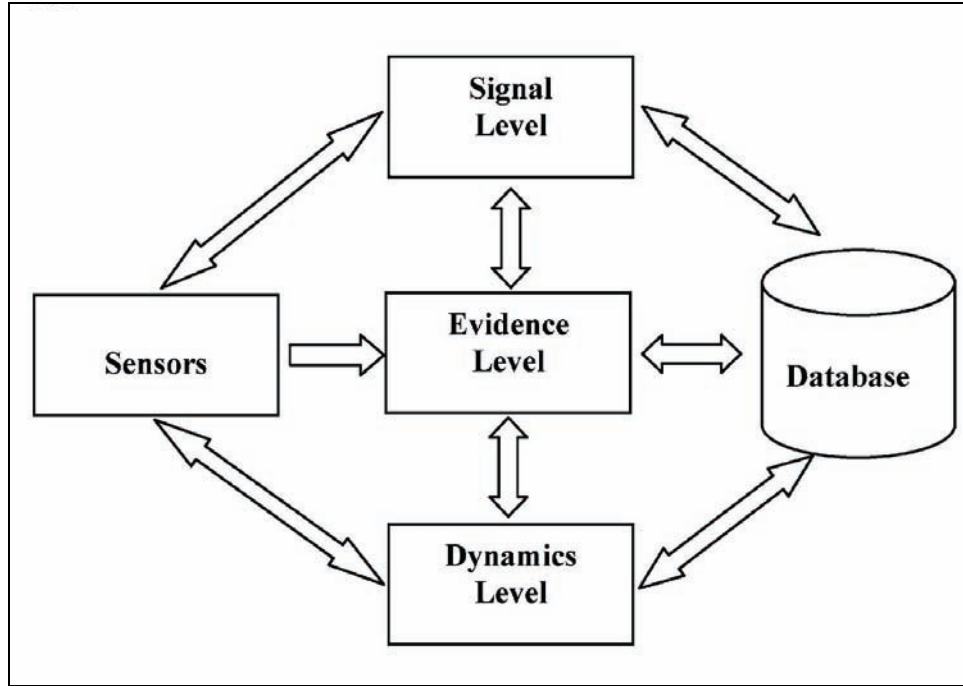 Signal
Level
Sensors
Evidence
Level
Database
Dynamics
Level